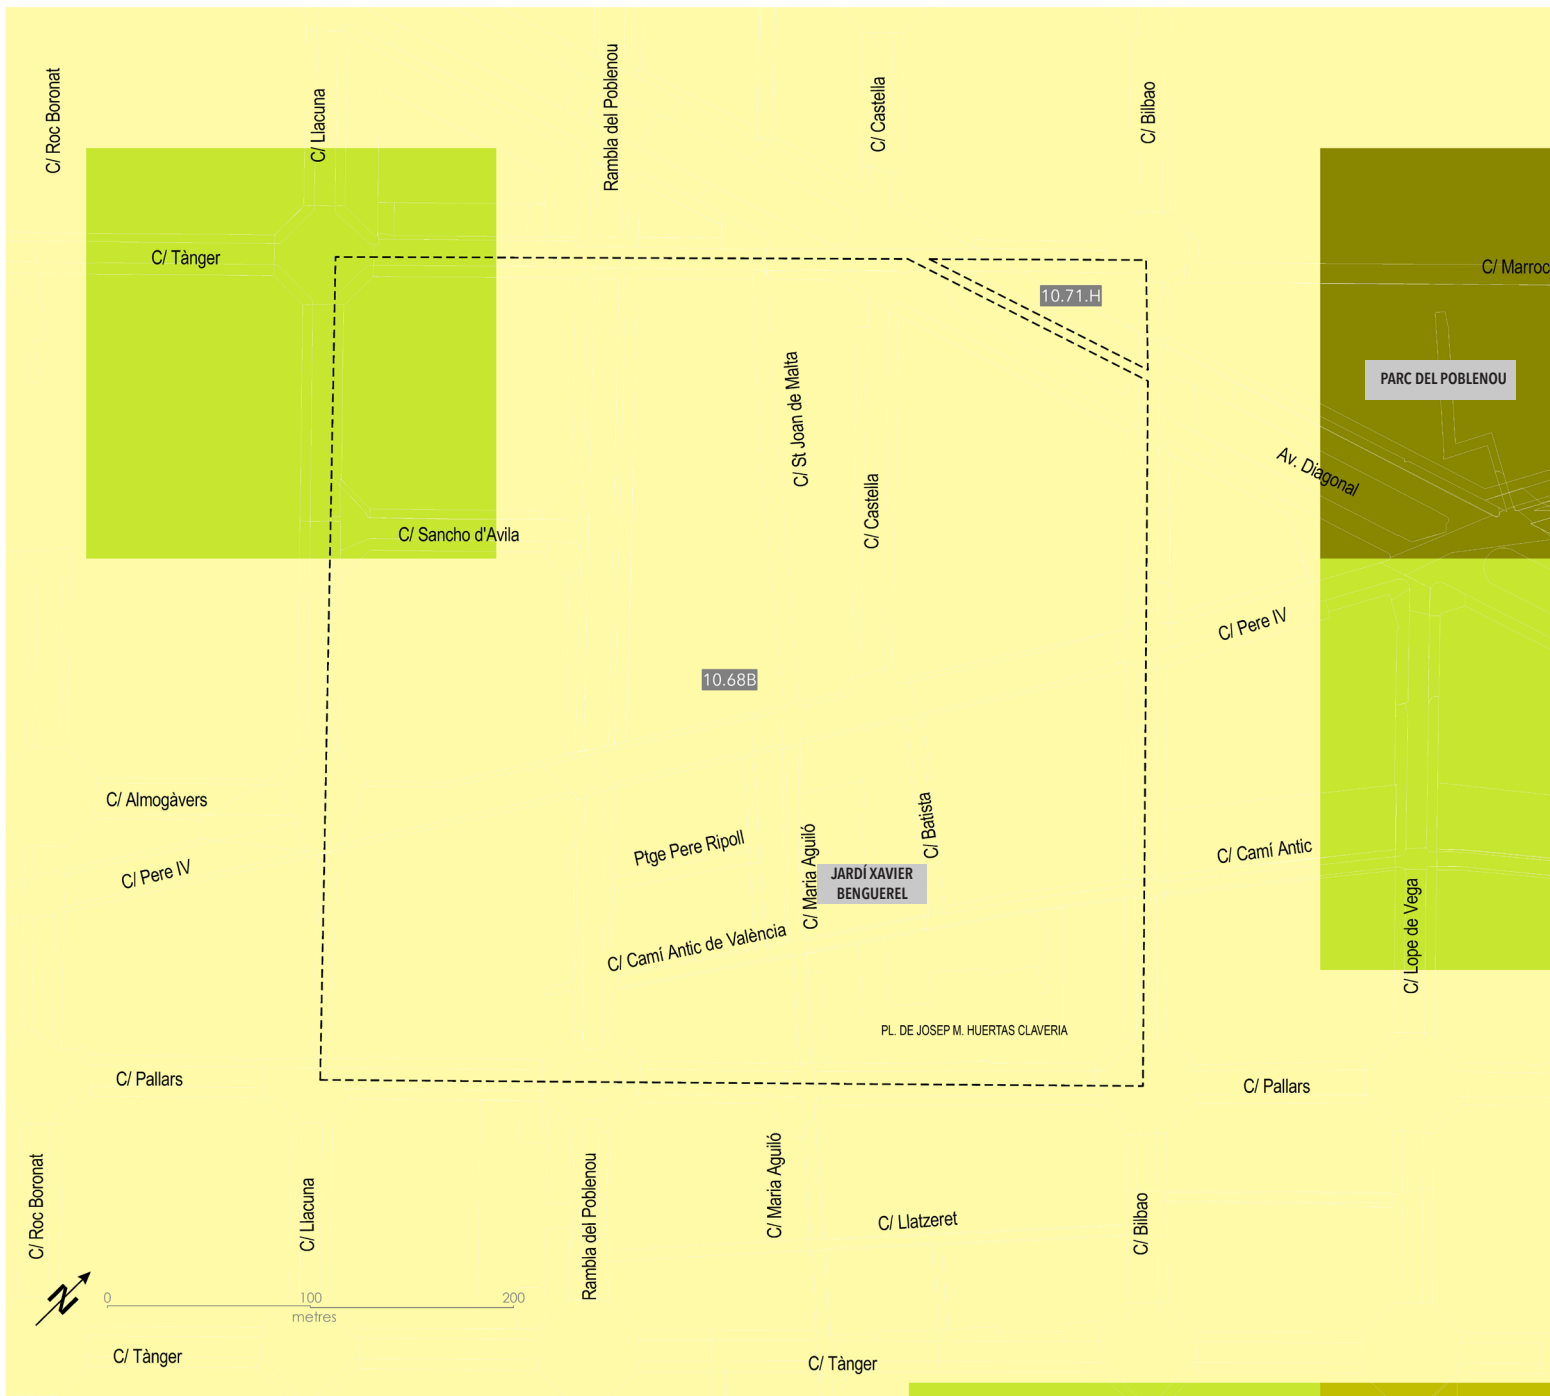 C/ Roc Boronat
C/ Llacuna
Rambla del Poblenou
C/ Castella
C/ Bilbao
C/ Tànger
C/ Marroc
10.71.H
PARC DEL POBLENOU
C/ St Joan de Malta
C/ Castella
Av. Diagonal
C/ Sancho d'Avila
C/ Pere IV
10.68B
C/ Almogàvers
C/ Batista
Ptge Pere Ripoll
C/ Maria Aguiló
C/ Camí Antic
C/ Pere IV
JARDÍ XAVIER
BENGUEREL
C/ Lope de Vega
C/ Camí Antic de València
PL. DE JOSEP M. HUERTAS CLAVERIA
C/ Pallars
C/ Pallars
C/ Roc Boronat
C/ Llacuna
Rambla del Poblenou
C/ Maria Aguiló
C/ Llatzeret
C/ Bilbao
N
0 100 200
metres
C/ Tànger
C/ Tànger